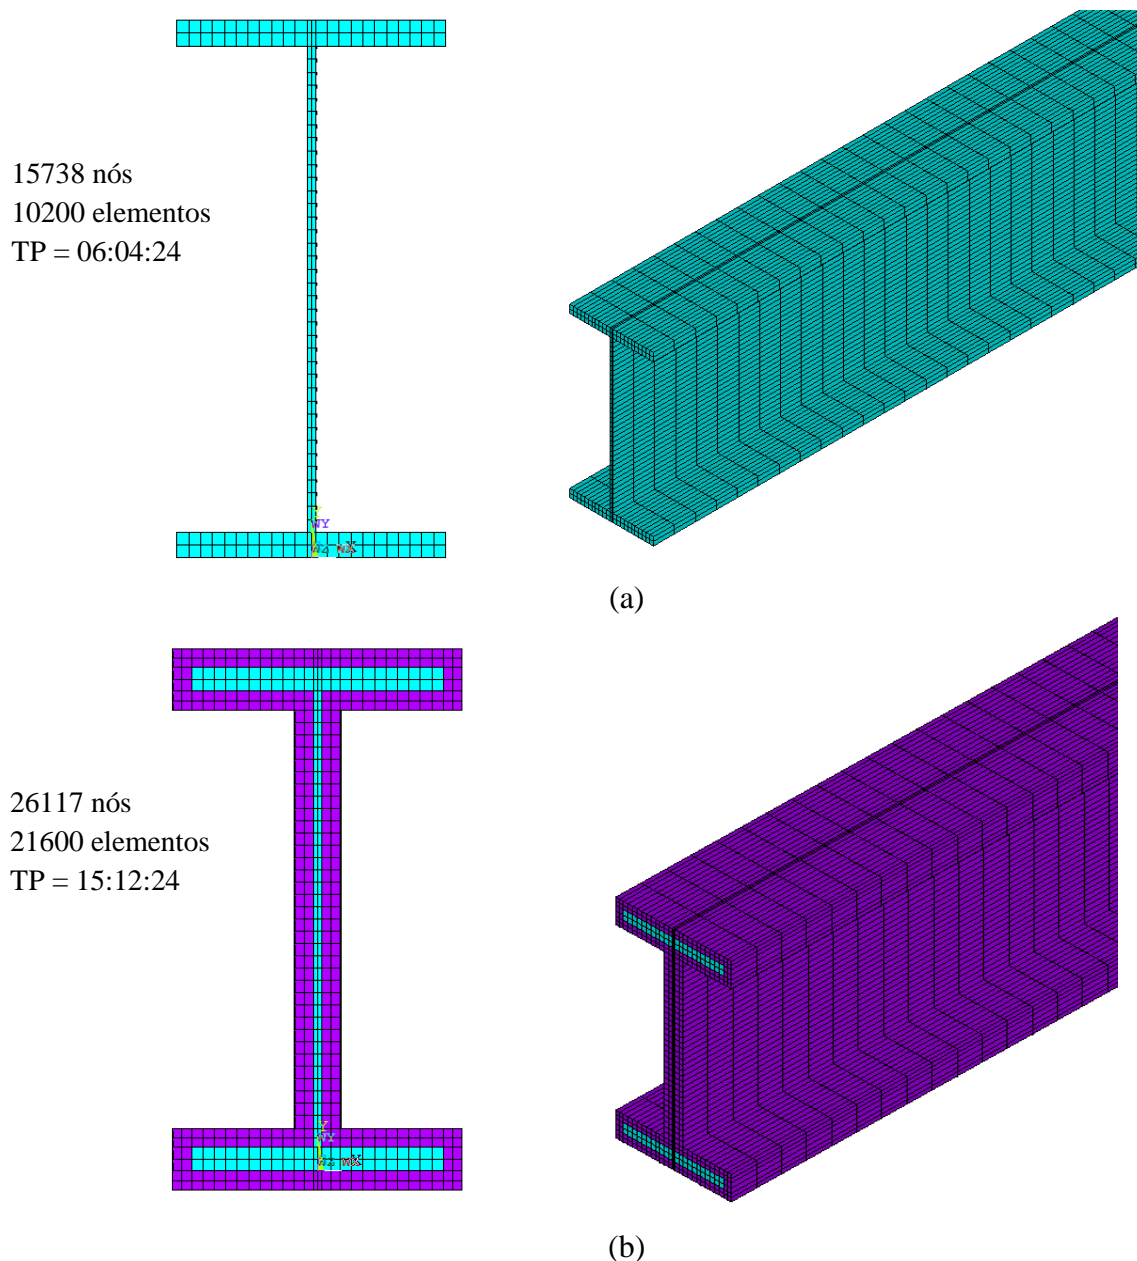 15738 nós
10200 elementos
TP = 06:04:24
(a)
26117 nós
21600 elementos
TP = 15:12:24
(b)